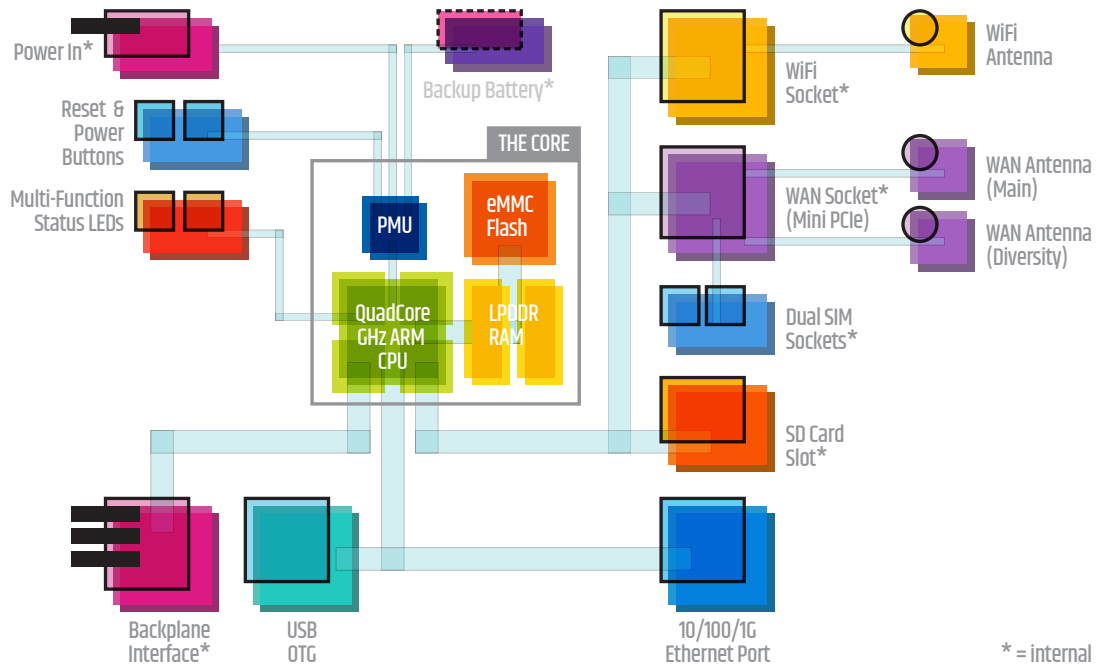 Power In*
Backup Battery*
WiFi
Socket*
WiFi
Antenna
Reset &
Power
Buttons
THE CORE
Multi-Function
Status LEDs
PMU
eMMC
Flash
WAN Socket*
(Mini PCIe)
WAN Antenna
(Main)
WAN Antenna
(Diversity)
QuadCore
GHz ARM
CPU
LPDDR
RAM
Dual SIM
Sockets*
SD Card
Slot*
Backplane
Interface*
USB
OTG
10/100/1G
Ethernet Port
* = internal